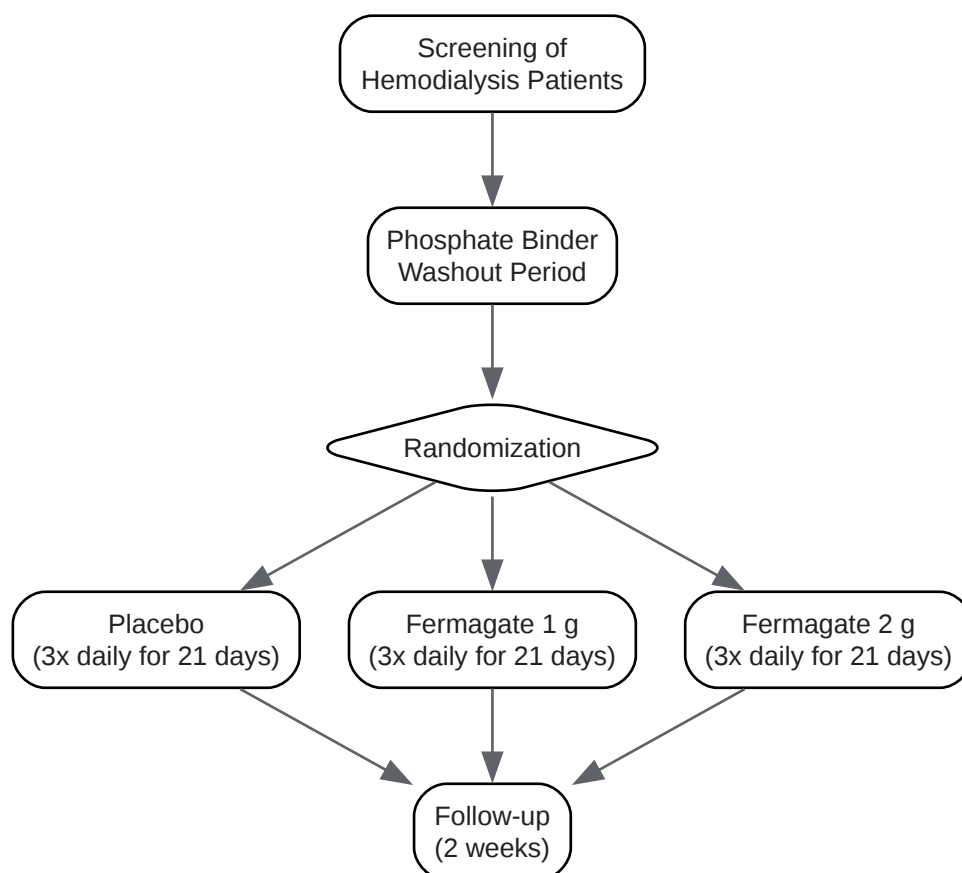 Screening of
Hemodialysis Patients
Phosphate Binder
Washout Period
Randomization
Placebo
(3x daily for 21 days)
Fermagate 1 g
(3x daily for 21 days)
Fermagate 2 g
(3x daily for 21 days)
Follow-up
(2 weeks)